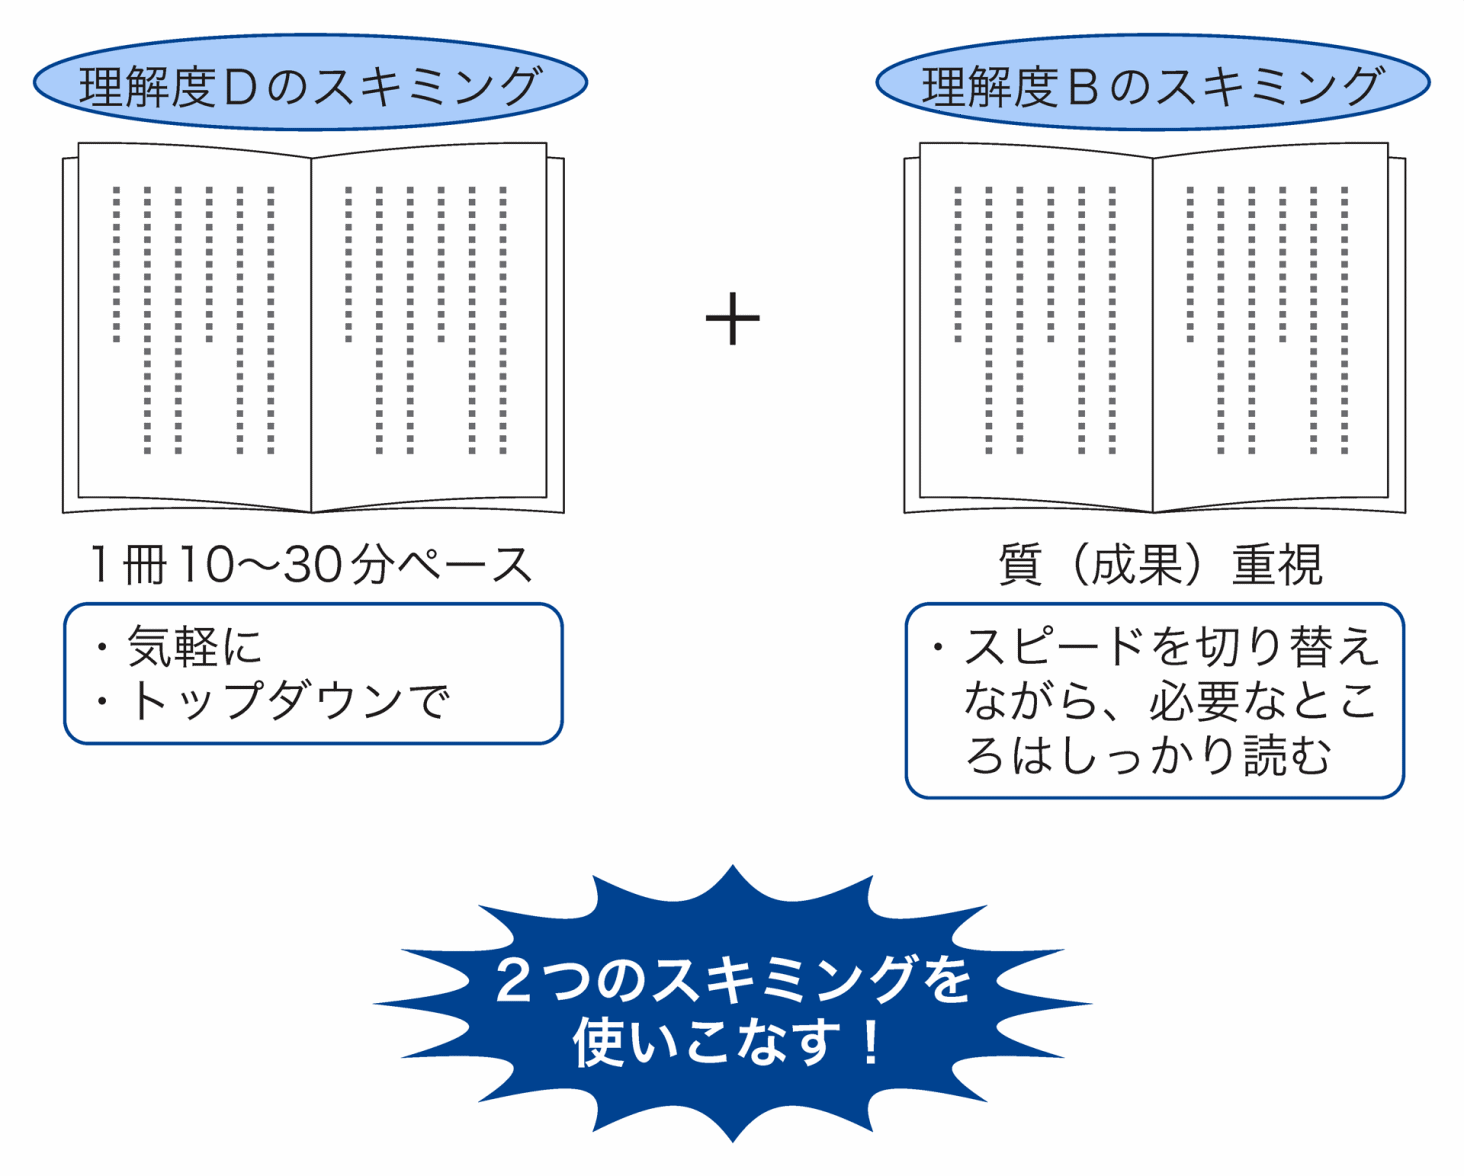 理解度Dのスキミング
1冊10〜30分ペース
・気軽に
・トップダウンで
+
理解度Bのスキミング
質（成果）重視
・スピードを切り替え
ながら、必要なとこ
ろはしっかり読む
2つのスキミングを
使いこなす！